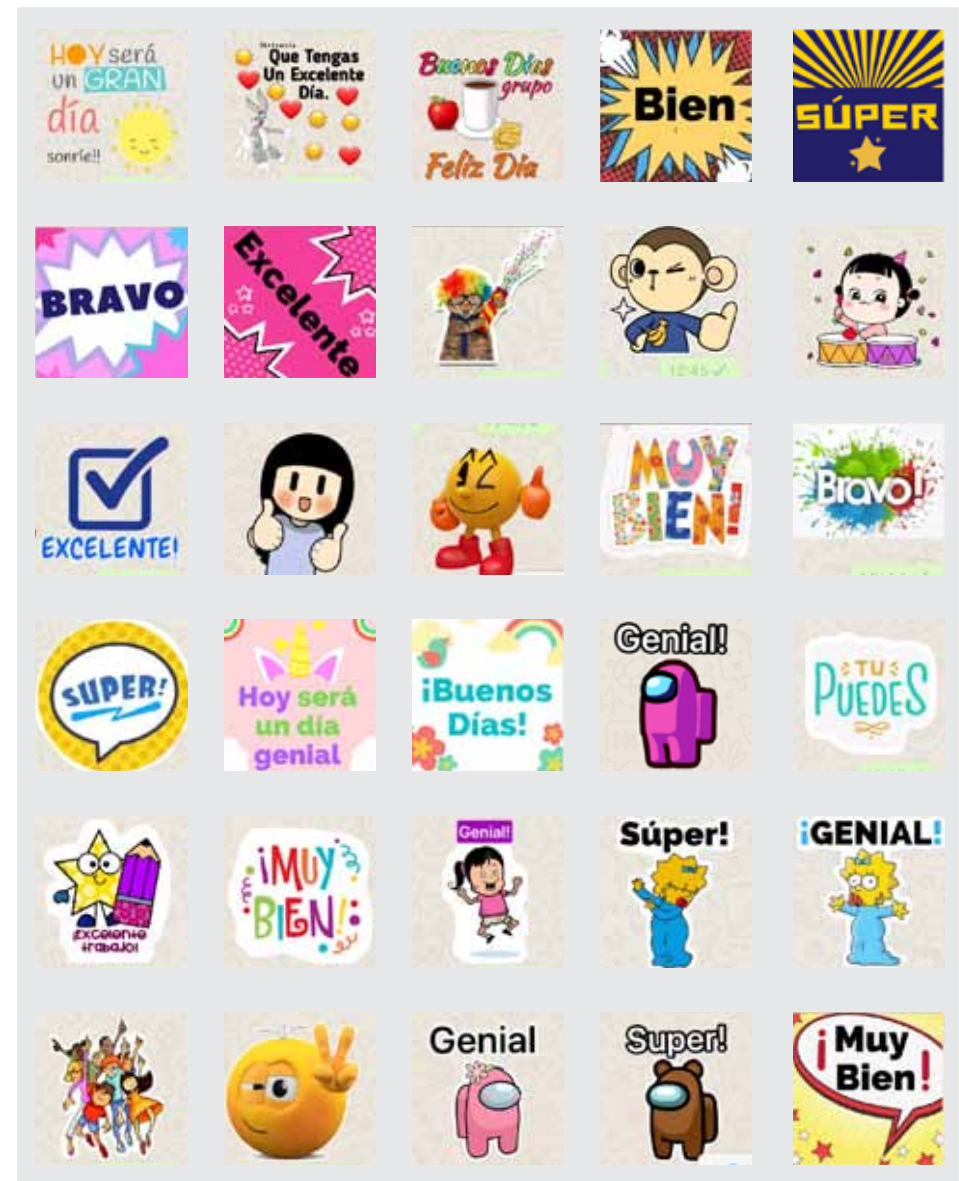 HOY será
un GRAN
día
sonríe!!
Que Tengas
Un Excelente
Día.
Buenos Días
grupo
Feliz Día
Bien
SÚPER
BRAVO
Excelente
12:45
EXCELENTE!
MUY
BIEN!
Bravo!
SUPER!
Hoy será
un día
genial
¡Buenos
Días!
Genial!
TU
PUEDES
¡Excelente
trabajo!
¡MUY
BIEN!
Genial!
Súper!
¡GENIAL!
Genial
Super!
¡Muy
Bien!